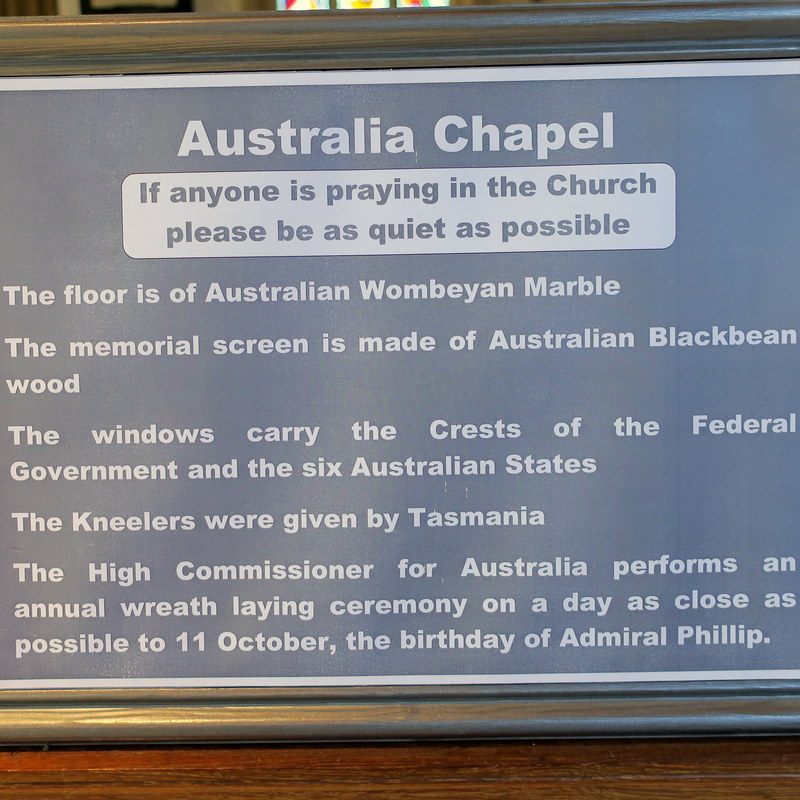 Australia Chapel
If anyone is praying in the Church
please be as quiet as possible
The floor is of Australian Wombeyan Marble
The memorial screen is made of Australian Blackbean
wood
The windows carry the Crests of the Federal
Government and the six Australian States
The Kneelers were given by Tasmania
The High Commissioner for Australia performs an
annual wreath laying ceremony on a day as close as
possible to 11 October, the birthday of Admiral Phillip.